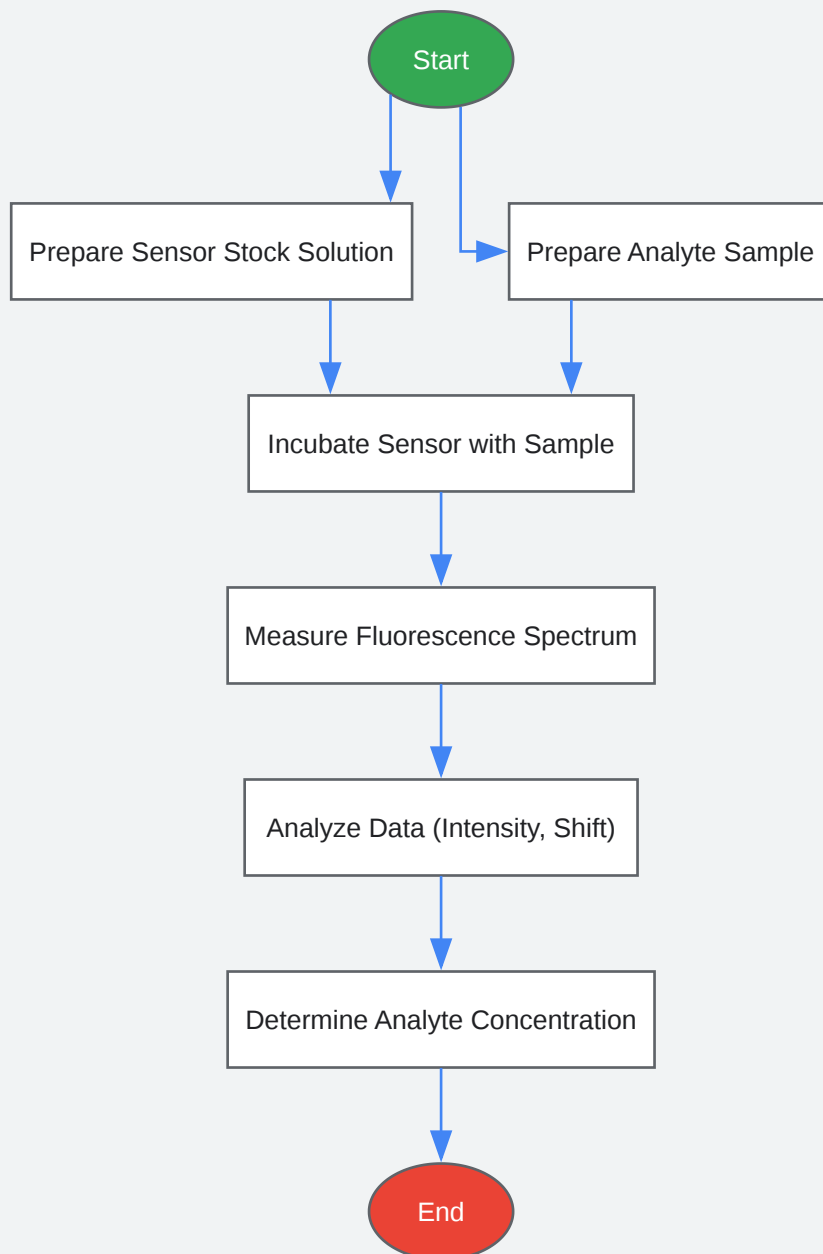 Start
Prepare Sensor Stock Solution
Prepare Analyte Sample
Incubate Sensor with Sample
Measure Fluorescence Spectrum
Analyze Data (Intensity, Shift)
Determine Analyte Concentration
End